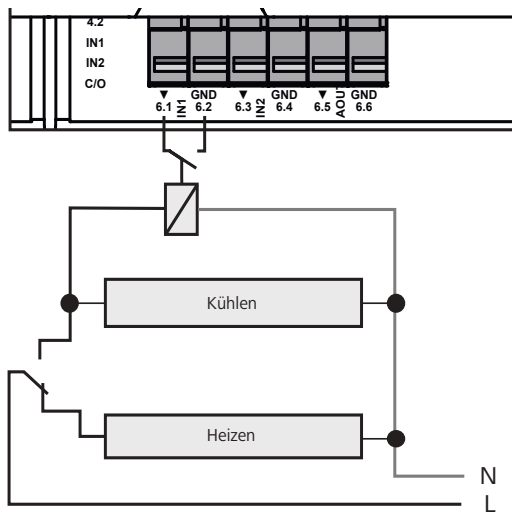 4.2
IN1
IN2
C/O
▼ GND ▼ GND ▼ GND
6.1 IN1 6.2 6.3 IN2 6.4 6.5 AOUT 6.6
Kühlen
Heizen
N
L